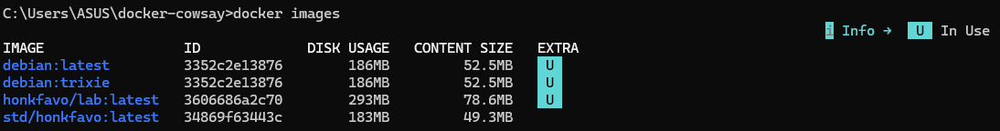 C:\Users\ASUS\docker-cowsay>docker images
i Info → U In Use
IMAGE ID DISK USAGE CONTENT SIZE EXTRA
debian:latest 3352c2e13876 186MB 52.5MB U
debian:trixie 3352c2e13876 186MB 52.5MB U
honkfavo/lab:latest 3606686a2c70 293MB 78.6MB U
std/honkfavo:latest 34869f63443c 183MB 49.3MB